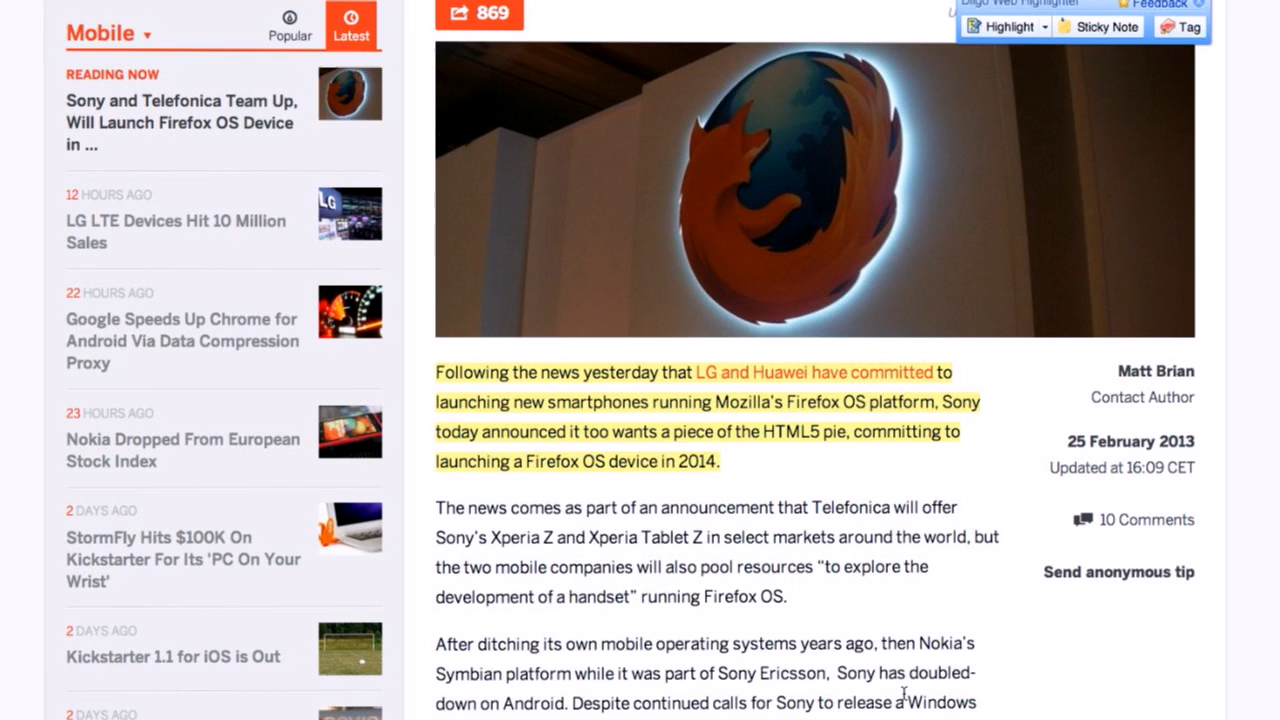 Mobile
Popular
Latest
READING NOW
Sony and Telefonica Team Up,
Will Launch Firefox OS Device
in ...
12 HOURS AGO
LG LTE Devices Hit 10 Million
Sales
22 HOURS AGO
Google Speeds Up Chrome for
Android Via Data Compression
Proxy
23 HOURS AGO
Nokia Dropped From European
Stock Index
2 DAYS AGO
StormFly Hits $100K On
Kickstarter For Its 'PC On Your
Wrist'
2 DAYS AGO
Kickstarter 1.1 for iOS is Out
2 DAYS AGO
869
Diigo Web Highlighter
Feedback
Highlight
Sticky Note
Tag
LG
Following the news yesterday that LG and Huawei have committed to
launching new smartphones running Mozilla's Firefox OS platform, Sony
today announced it too wants a piece of the HTML5 pie, committing to
launching a Firefox OS device in 2014.
The news comes as part of an announcement that Telefonica will offer
Sony's Xperia Z and Xperia Tablet Z in select markets around the world, but
the two mobile companies will also pool resources "to explore the
development of a handset" running Firefox OS.
After ditching its own mobile operating systems years ago, then Nokia's
Symbian platform while it was part of Sony Ericsson, Sony has doubled-
down on Android. Despite continued calls for Sony to release a Windows
Matt Brian
Contact Author
25 February 2013
Updated at 16:09 CET
10 Comments
Send anonymous tip